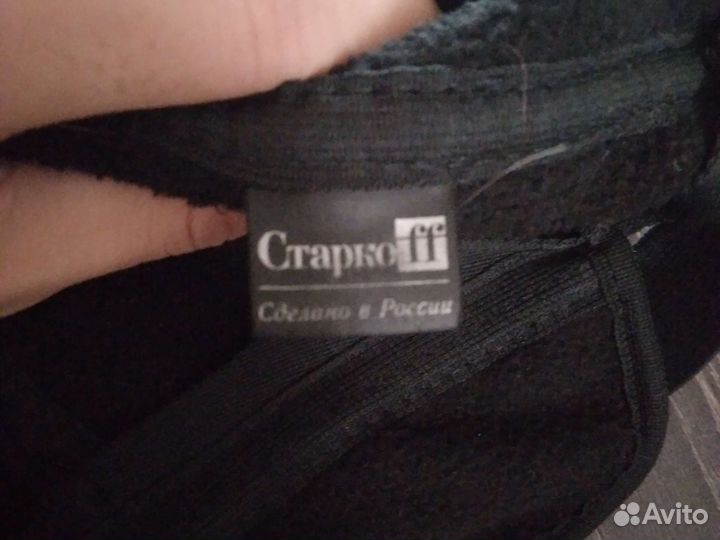 Старкоff
Сделано в России
Avito